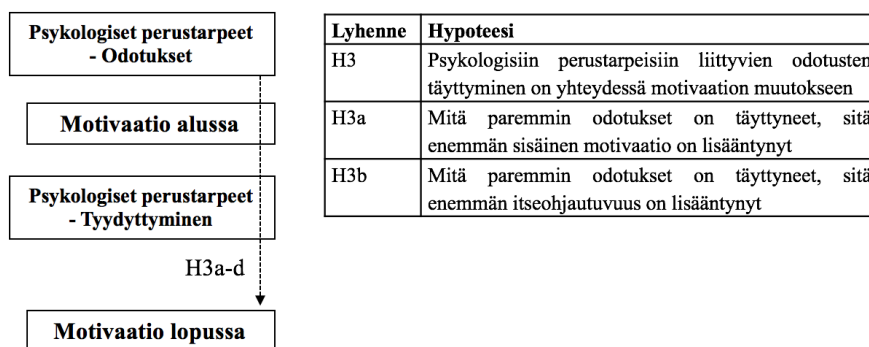 Psykologiset perustarpeet
- Odotukset
Motivaatio alussa
Psykologiset perustarpeet
- Tyydyttyminen
H3a-d
Motivaatio lopussa
Lyhenne Hypoteesi
H3 Psykologisiin perustarpeisiin liittyvien odotusten
täyttyminen on yhteydessä motivaation muutokseen
H3a Mitä paremmin odotukset on täyttyneet, sitä
enemmän sisäinen motivaatio on lisääntynyt
H3b Mitä paremmin odotukset on täyttyneet, sitä
enemmän itseohjautuvuus on lisääntynyt